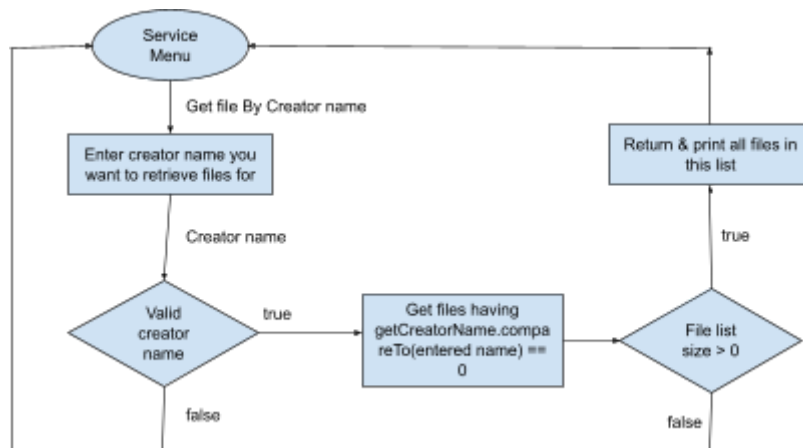 Service
Menu
Get file By Creator name
Enter creator name you
want to retrieve files for
Return & print all files in
this list
Creator name
true
Valid
creator
name
true
Get files having
getCreatorName.compa
reTo(entered name) ==
0
File list
size > 0
false
false